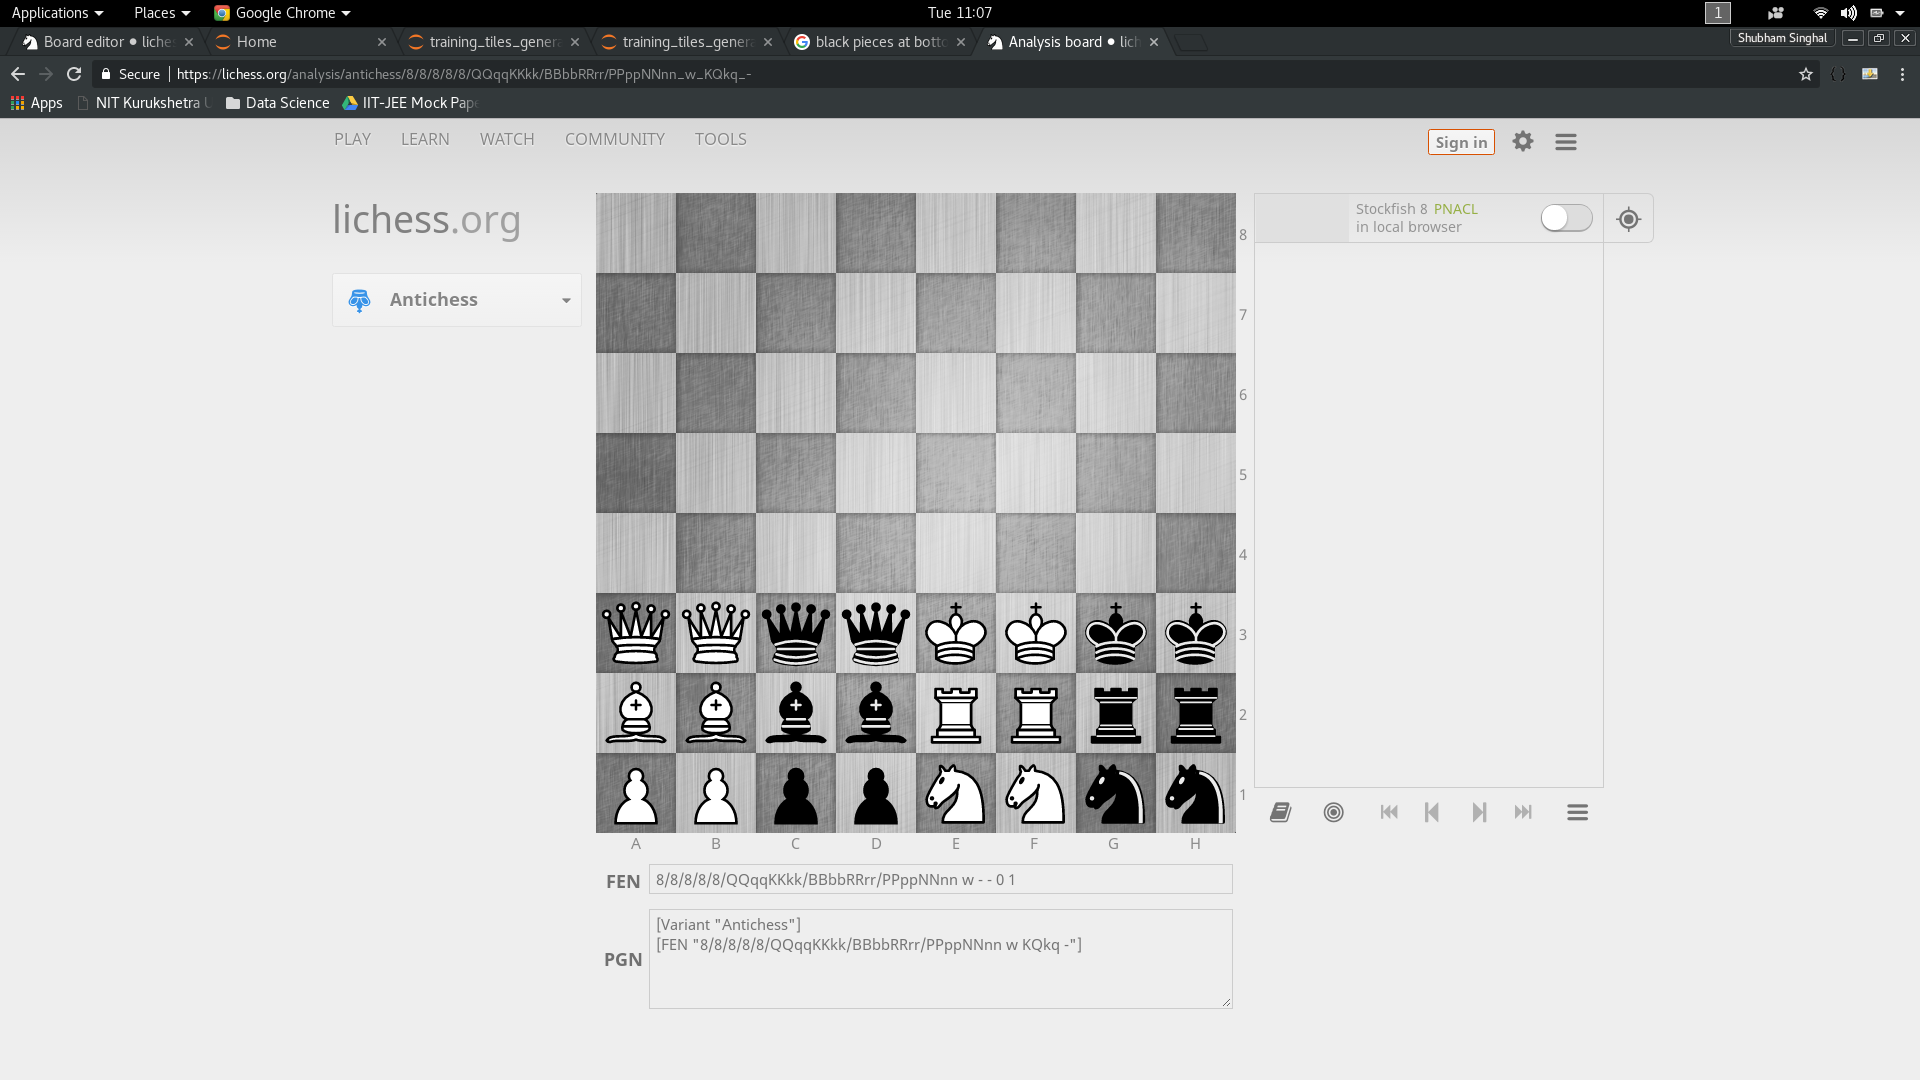 Applications Places Google Chrome Tue 11:07 1
Board editor • liches Home training_tiles_genera training_tiles_genera black pieces at botto Analysis board • lich Shubham Singhal
Secure https://lichess.org/analysis/antichess/8/8/8/8/8/QQqqKKkk/BBbbRRrr/PPppNNnn_w_KQkq_-
Apps NIT Kurukshetra U Data Science IIT-JEE Mock Pape
PLAY LEARN WATCH COMMUNITY TOOLS Sign in
lichess.org
Antichess
Stockfish 8 PNACL
in local browser
8
7
6
5
4
3
2
1
A B C D E F G H
FEN 8/8/8/8/8/QQqqKKkk/BBbbRRrr/PPppNNnn w - - 0 1
PGN [Variant "Antichess"]
[FEN "8/8/8/8/8/QQqqKKkk/BBbbRRrr/PPppNNnn w KQkq -"]